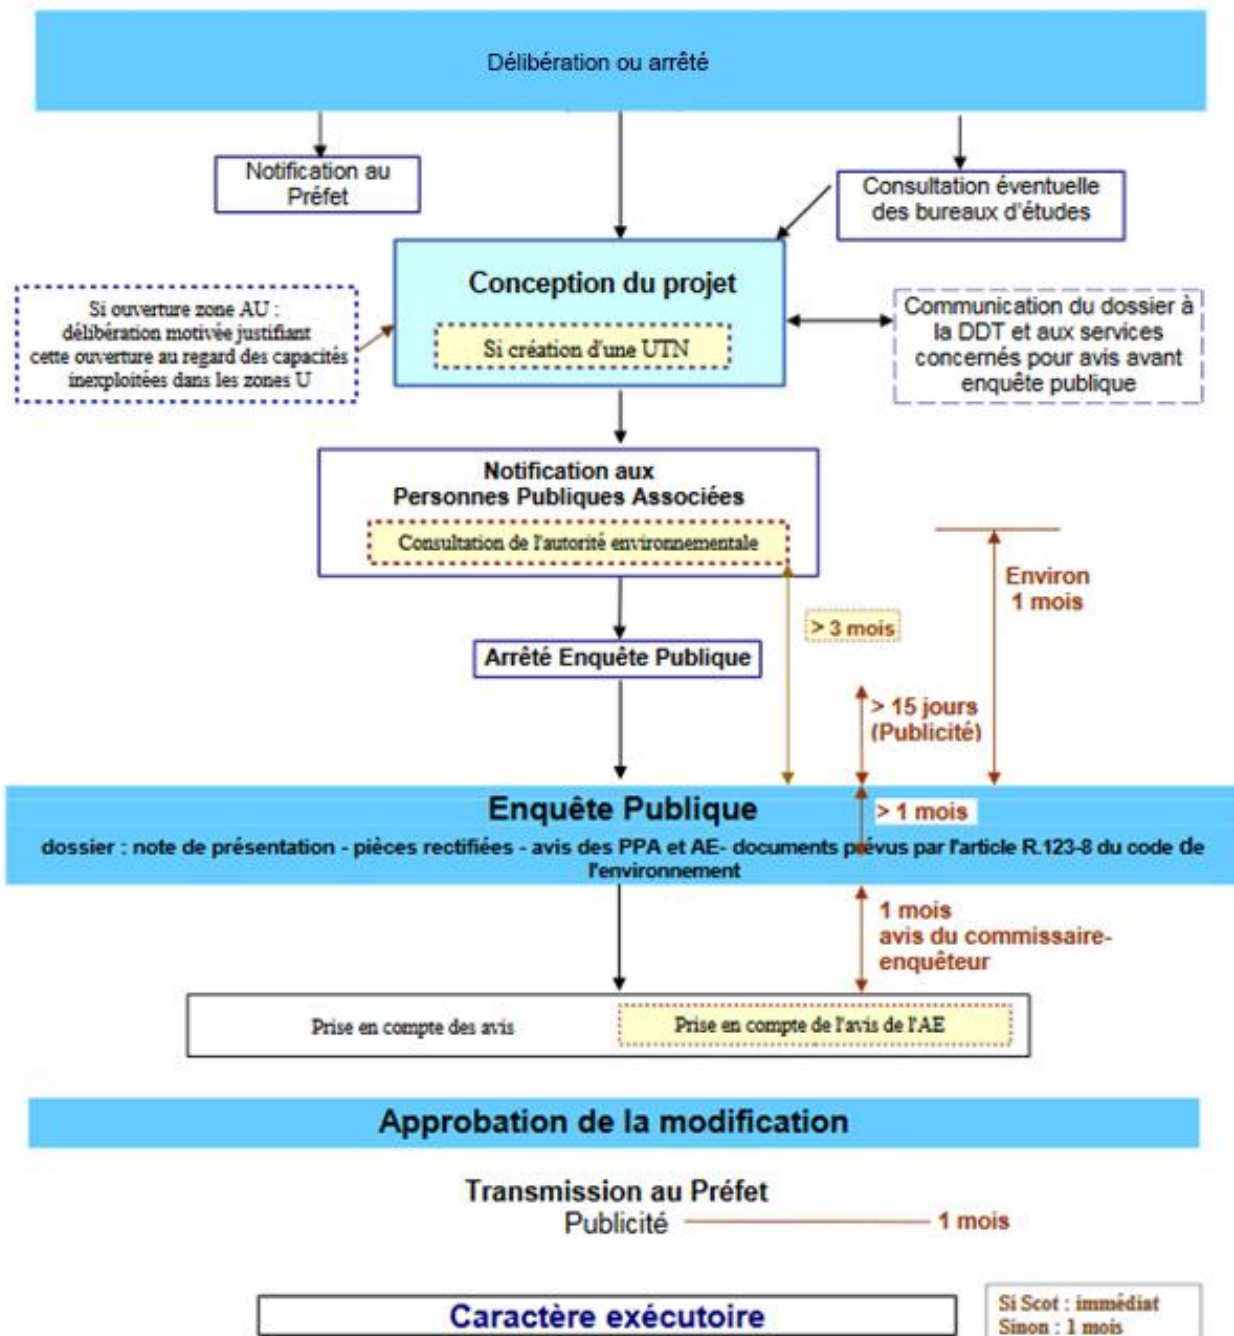 Délibération ou arrêté
Notification au
Préfet
Consultation éventuelle
des bureaux d'études
Conception du projet
Si création d'une UTN
Si ouverture zone AU :
délibération motivée justifiant
cette ouverture au regard des capacités
inexploitées dans les zones U
Communication du dossier à
la DDT et aux services
concernés pour avis avant
enquête publique
Notification aux
Personnes Publiques Associées
Consultation de l'autorité environnementale
Environ
1 mois
> 3 mois
Arrêté Enquête Publique
> 15 jours
(Publicité)
Enquête Publique
> 1 mois
dossier : note de présentation - pièces rectifiées - avis des PPA et AE- documents prévus par l'article R.123-8 du code de
l'environnement
1 mois
avis du commissaire-
enquêteur
Prise en compte des avis
Prise en compte de l'avis de l'AE
Approbation de la modification
Transmission au Préfet
Publicité
1 mois
Caractère exécutoire
Si Scot : immédiat
Sinon : 1 mois